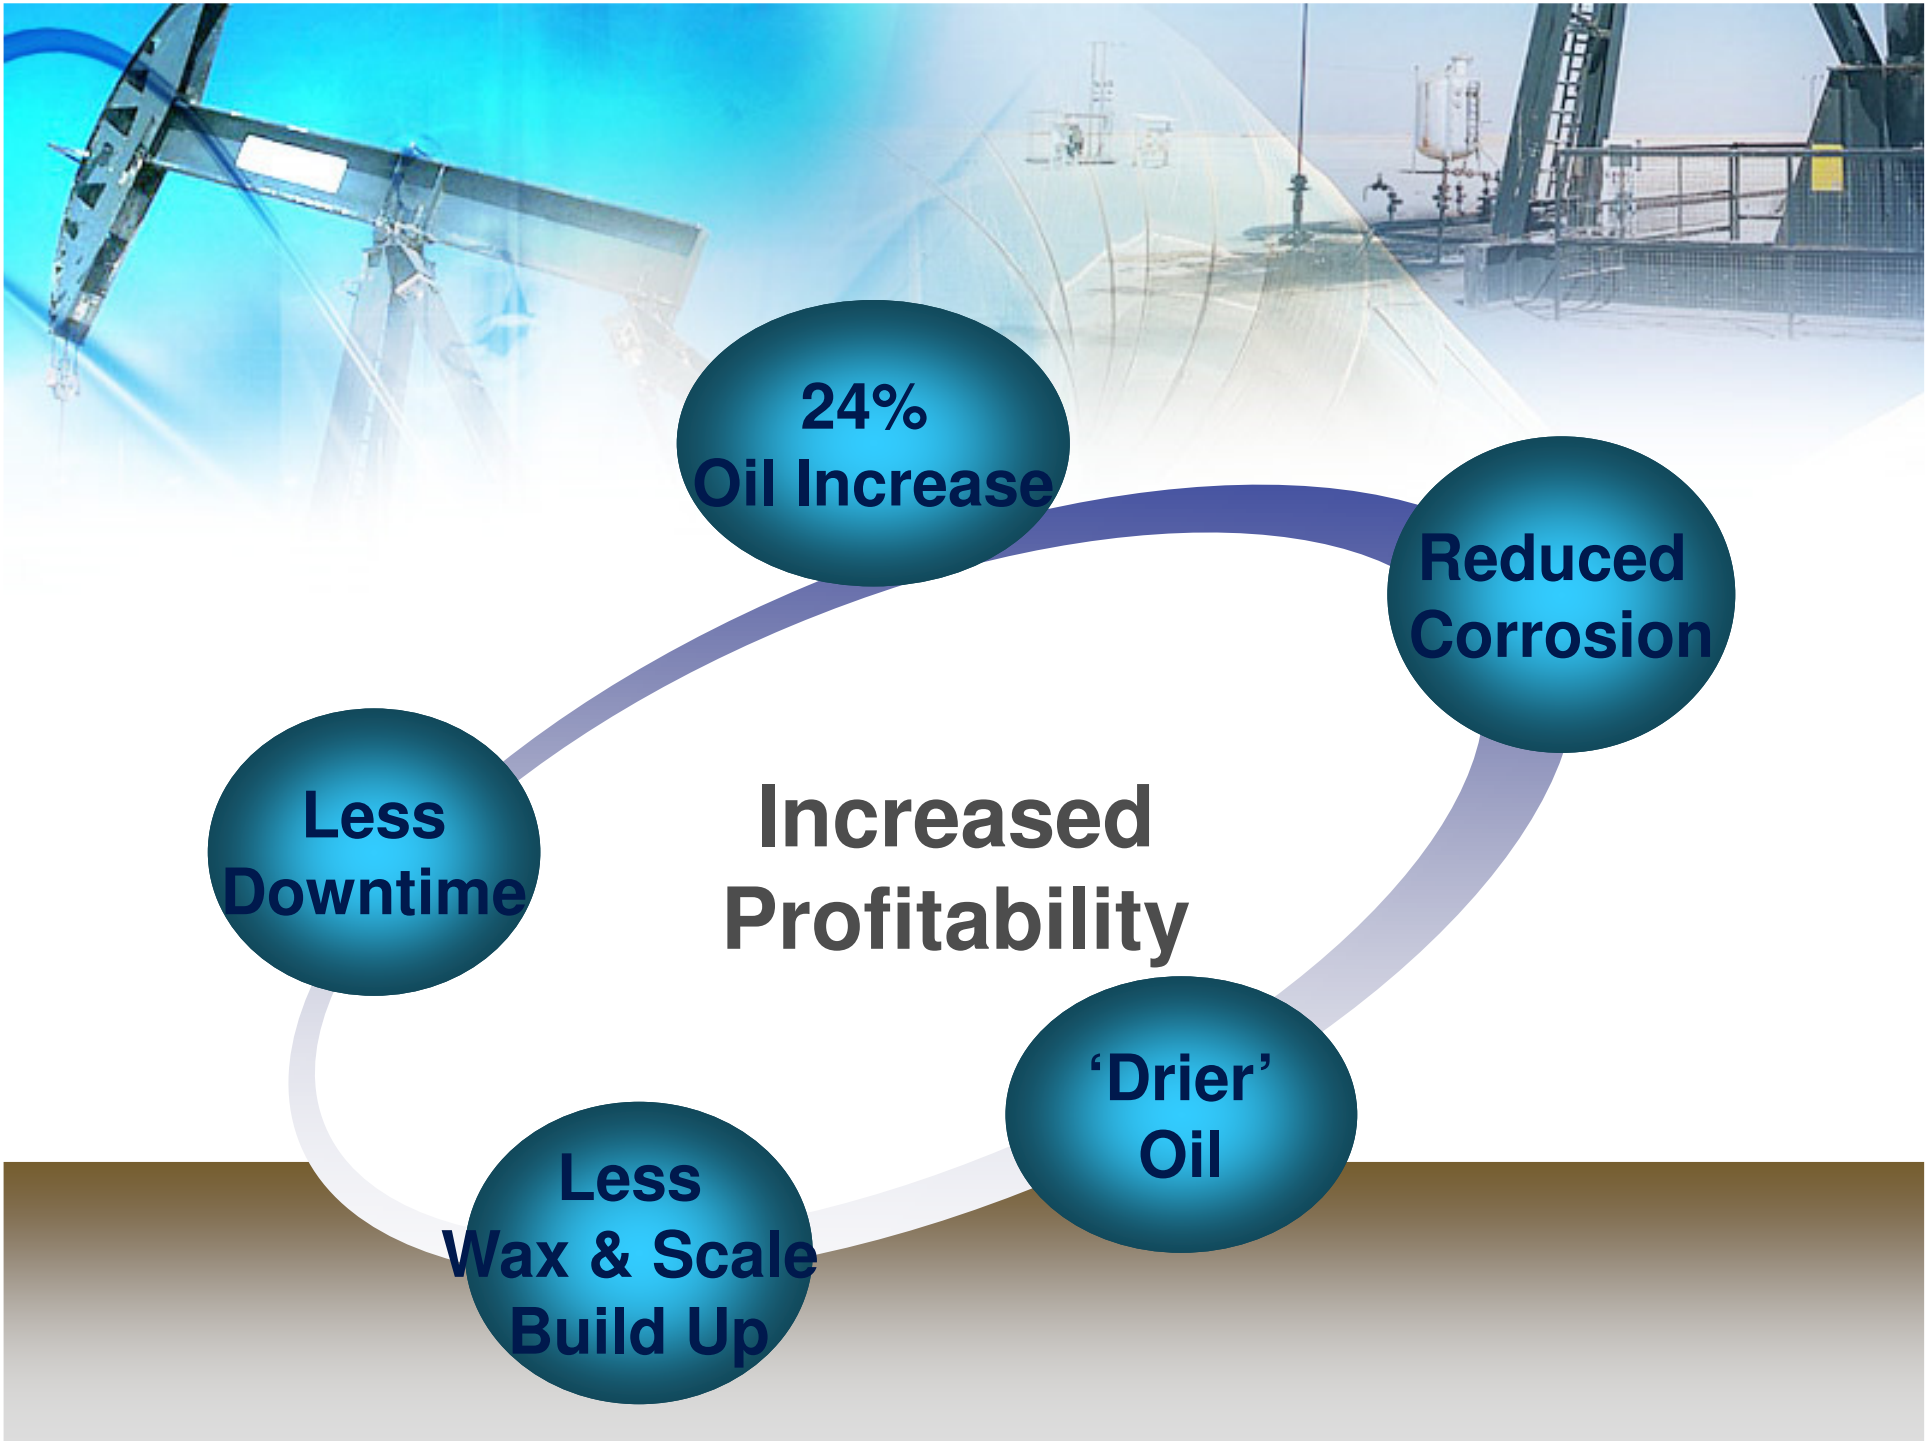 24%
Oil Increase
Reduced
Corrosion
Less
Downtime
Increased
Profitability
‘Drier’
Oil
Less
Wax & Scale
Build Up